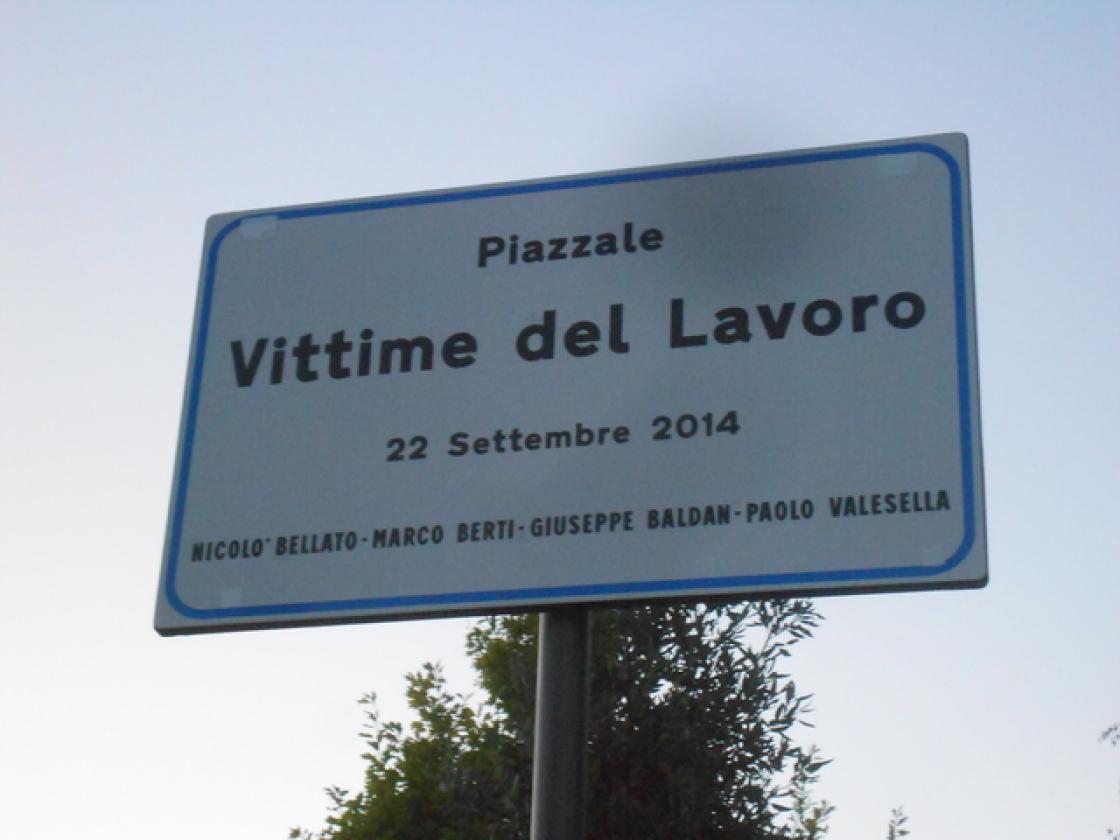 Piazzale
Vittime del Lavoro
22 Settembre 2014
NICOLO' BELLATO-MARCO BERTI-GIUSEPPE BALDAN-PAOLO VALESELLA